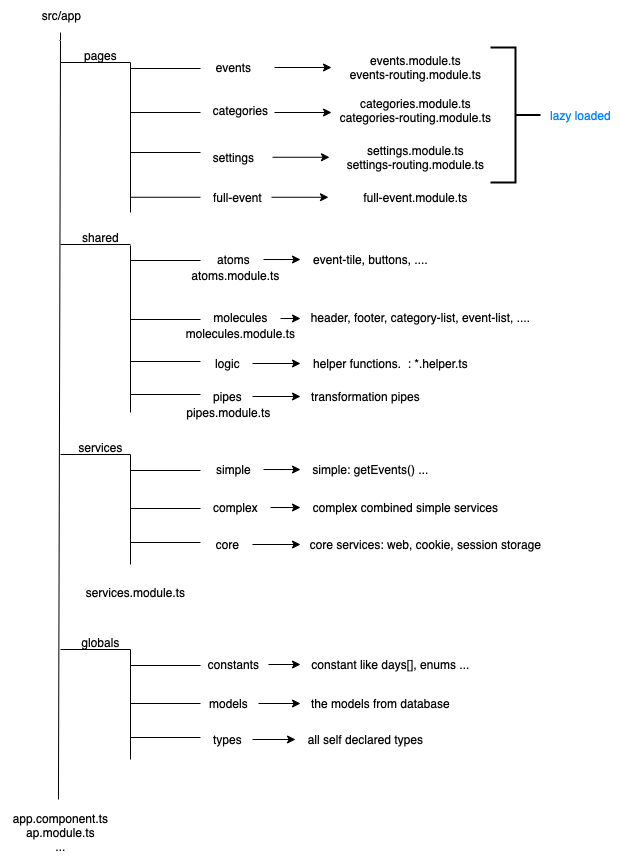 src/app
pages
events
events.module.ts
events-routing.module.ts
categories
categories.module.ts
categories-routing.module.ts
lazy loaded
settings
settings.module.ts
settings-routing.module.ts
full-event
full-event.module.ts
shared
atoms
atoms.module.ts
event-tile, buttons, ....
molecules
molecules.module.ts
header, footer, category-list, event-list, ....
logic
helper functions.  : *.helper.ts
pipes
pipes.module.ts
transformation pipes
services
simple
simple: getEvents() ...
complex
complex combined simple services
core
core services: web, cookie, session storage
services.module.ts
globals
constants
constant like days[], enums ...
models
the models from database
types
all self declared types
app.component.ts
ap.module.ts
...